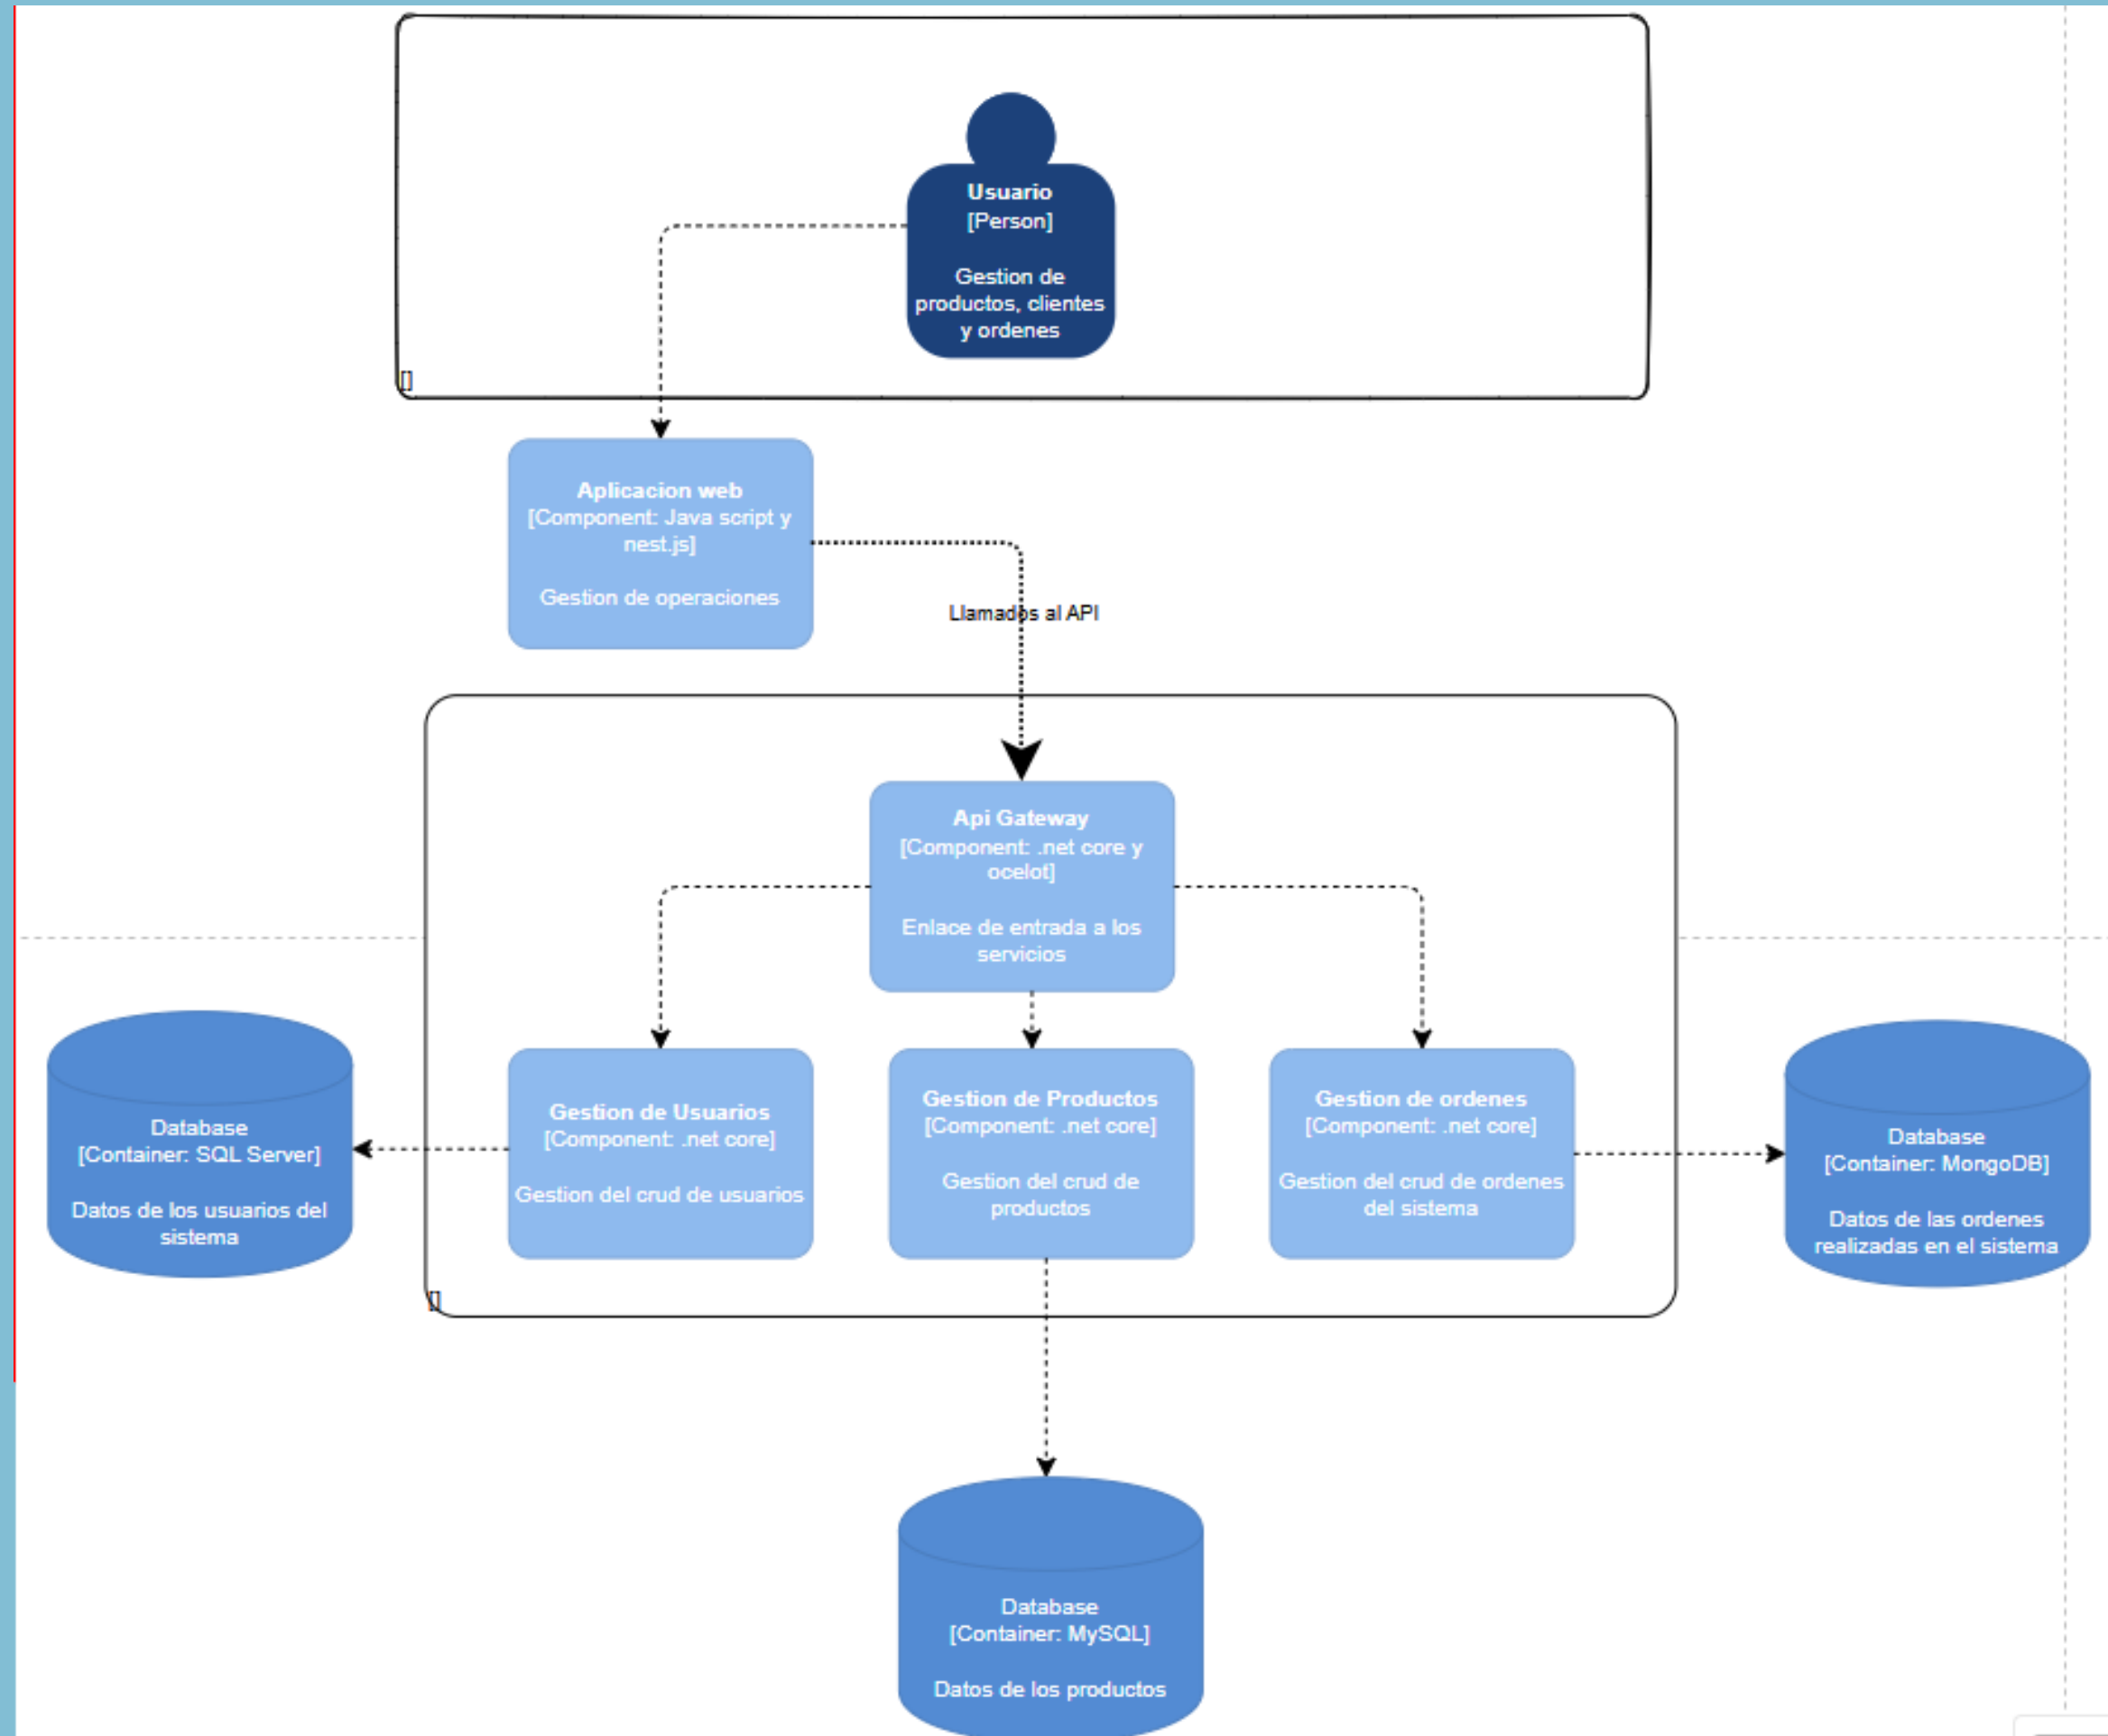 Usuario
[Person]
Gestion de
productos, clientes
y ordenes
[]
Aplicacion web
[Component: Java script y
nest.js]
Gestion de operaciones
Llamados al API
Api Gateway
[Component: .net core y
ocelot]
Enlace de entrada a los
servicios
Database
[Container: SQL Server]
Datos de los usuarios del
sistema
Gestion de Usuarios
[Component: .net core]
Gestion del crud de usuarios
Gestion de Productos
[Component: .net core]
Gestion del crud de
productos
Gestion de ordenes
[Component: .net core]
Gestion del crud de ordenes
del sistema
Database
[Container: MongoDB]
Datos de las ordenes
realizadas en el sistema
[]
Database
[Container: MySQL]
Datos de los productos